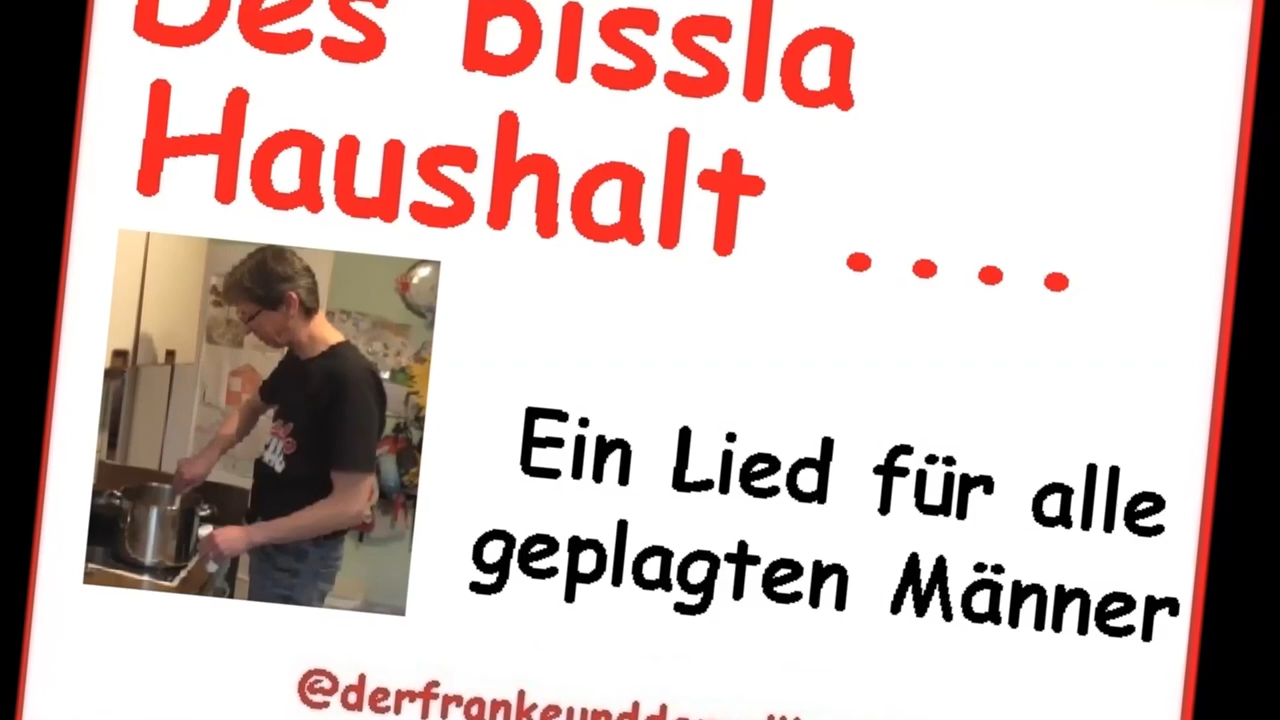 Des bissla
Haushalt ....
Ein Lied für alle
geplagten Männer